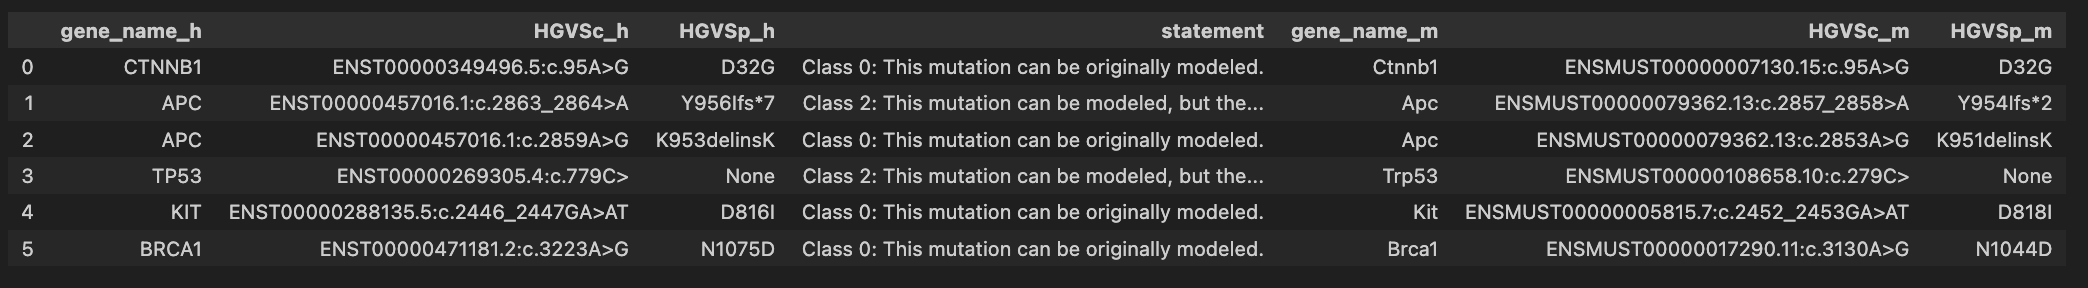 gene_name_h HGVSc_h HGVSp_h statement gene_name_m HGVSc_m HGVSp_m
0 CTNNB1 ENST00000349496.5:c.95A>G D32G Class 0: This mutation can be originally modeled. Ctnnb1 ENSMUST00000007130.15:c.95A>G D32G
1 APC ENST00000457016.1:c.2863_2864>A Y956Ifs*7 Class 2: This mutation can be modeled, but the... Apc ENSMUST00000079362.13:c.2857_2858>A Y954Ifs*2
2 APC ENST00000457016.1:c.2859A>G K953delinsK Class 0: This mutation can be originally modeled. Apc ENSMUST00000079362.13:c.2853A>G K951delinsK
3 TP53 ENST00000269305.4:c.779C> None Class 2: This mutation can be modeled, but the... Trp53 ENSMUST00000108658.10:c.279C> None
4 KIT ENST00000288135.5:c.2446_2447GA>AT D816I Class 0: This mutation can be originally modeled. Kit ENSMUST00000005815.7:c.2452_2453GA>AT D818I
5 BRCA1 ENST00000471181.2:c.3223A>G N1075D Class 0: This mutation can be originally modeled. Brca1 ENSMUST00000017290.11:c.3130A>G N1044D